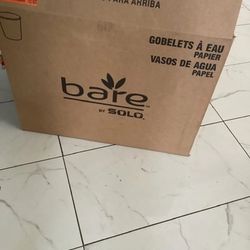 PARA ARRIBA
GOBELETS À EAU
PAPIER
VASOS DE AGUA
PAPEL
bare
BY SOLO